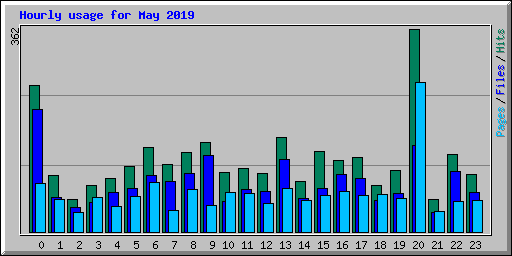 Hourly usage for May 2019
362
Pages / Files / Hits
0 1 2 3 4 5 6 7 8 9 10 11 12 13 14 15 16 17 18 19 20 21 22 23